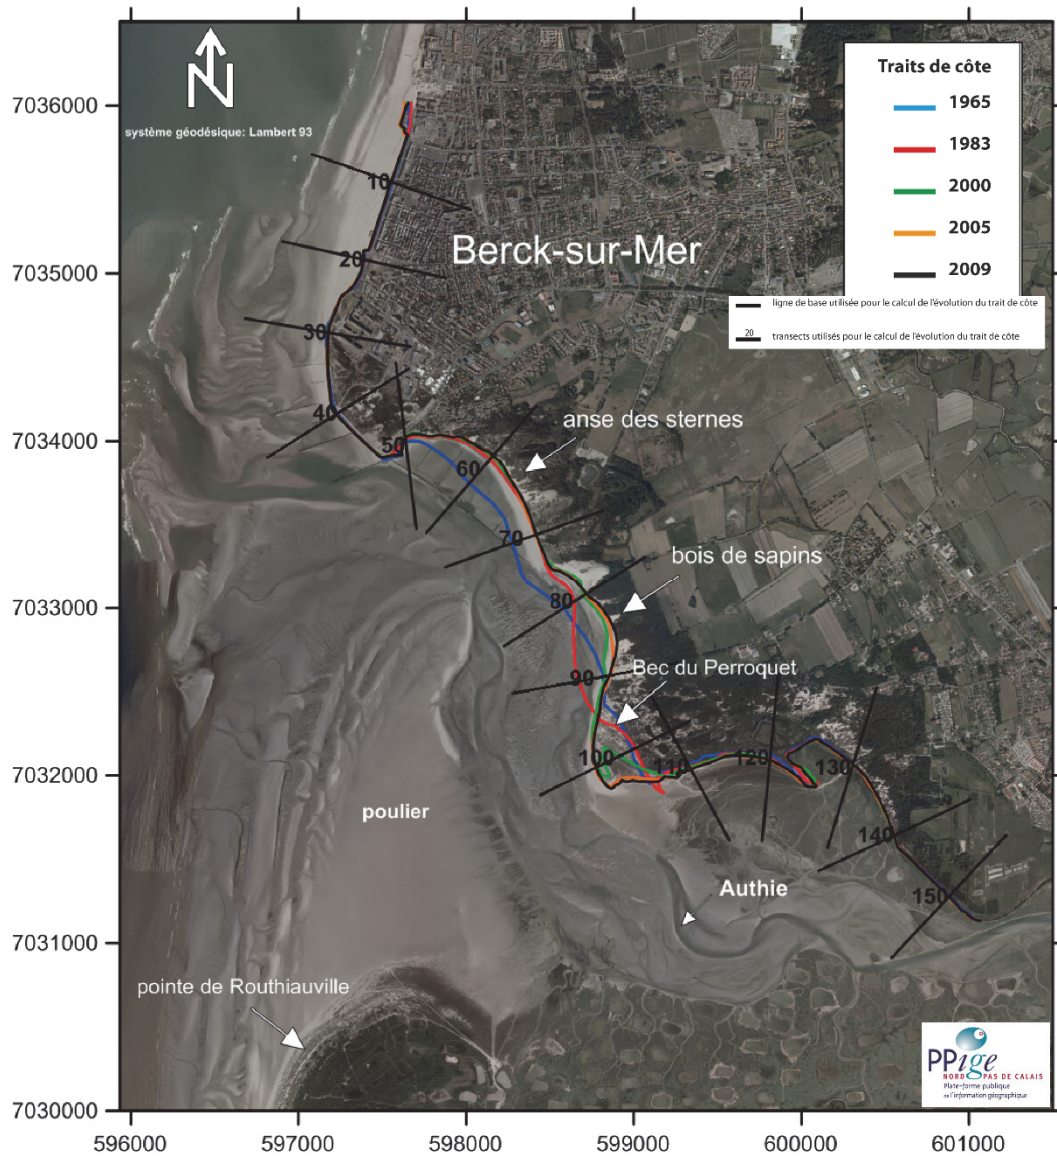 N
système géodésique: Lambert 93
Traits de côte
1965
1983
2000
2005
2009
ligne de base utilisée pour le calcul de l'évolution du trait de côte
20
transects utilisés pour le calcul de l'évolution du trait de côte
7036000
7035000
7034000
7033000
7032000
7031000
7030000
10
20
30
40
50
60
70
80
90
100
110
120
130
140
150
Berck-sur-Mer
anse des sternes
bois de sapins
Bec du Perroquet
poulier
Authie
pointe de Routhiauville
PPige
NORD PAS DE CALAIS
Plate-forme publique
de l'information géographique
596000
597000
598000
599000
600000
601000